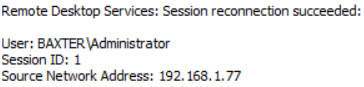 Remote Desktop Services: Session reconnection succeeded:
User: BAXTER\Administrator
Session ID: 1
Source Network Address: 192.168.1.77